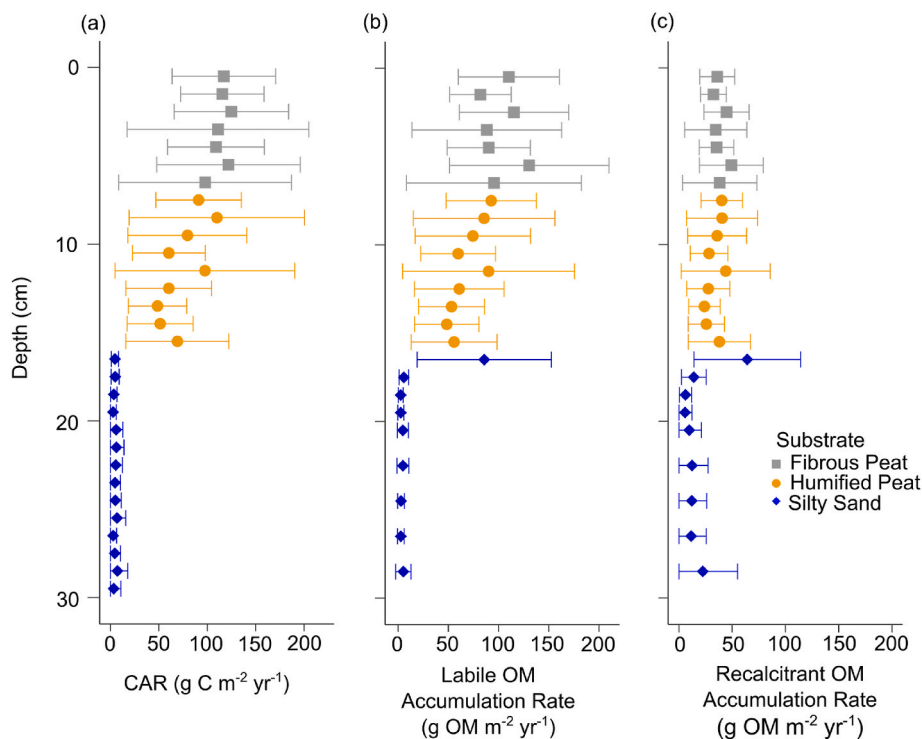 (a)
(b)
(c)
0
10
20
30
Depth (cm)
0 50 100 150 200
0 50 100 150 200
0 50 100 150 200
CAR (g C m⁻² yr⁻¹)
Labile OM
Accumulation Rate
(g OM m⁻² yr⁻¹)
Recalcitrant OM
Accumulation Rate
(g OM m⁻² yr⁻¹)
Substrate
Fibrous Peat
Humified Peat
Silty Sand